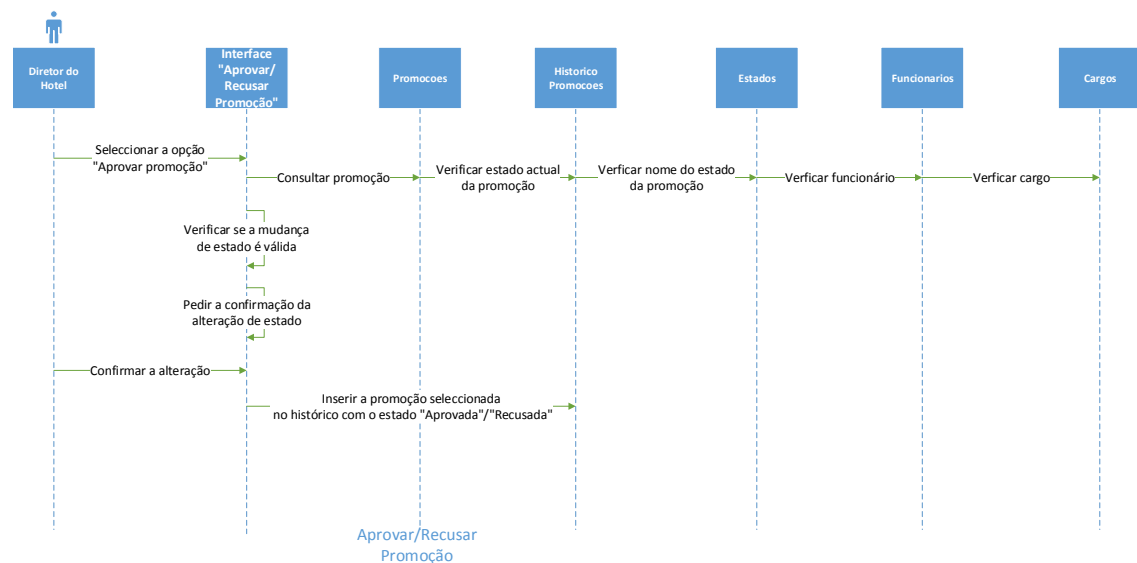 Diretor do
Hotel
Interface
"Aprovar/
Recusar
Promoção"
Promocoes
Historico
Promocoes
Estados
Funcionarios
Cargos
Seleccionar a opção
"Aprovar promoção"
Consultar promoção
Verificar estado actual
da promoção
Verficar nome do estado
da promoção
Verficar funcionário
Verficar cargo
Verificar se a mudança
de estado é válida
Pedir a confirmação da
alteração de estado
Confirmar a alteração
Inserir a promoção seleccionada
no histórico com o estado "Aprovada"/"Recusada"
Aprovar/Recusar
Promoção